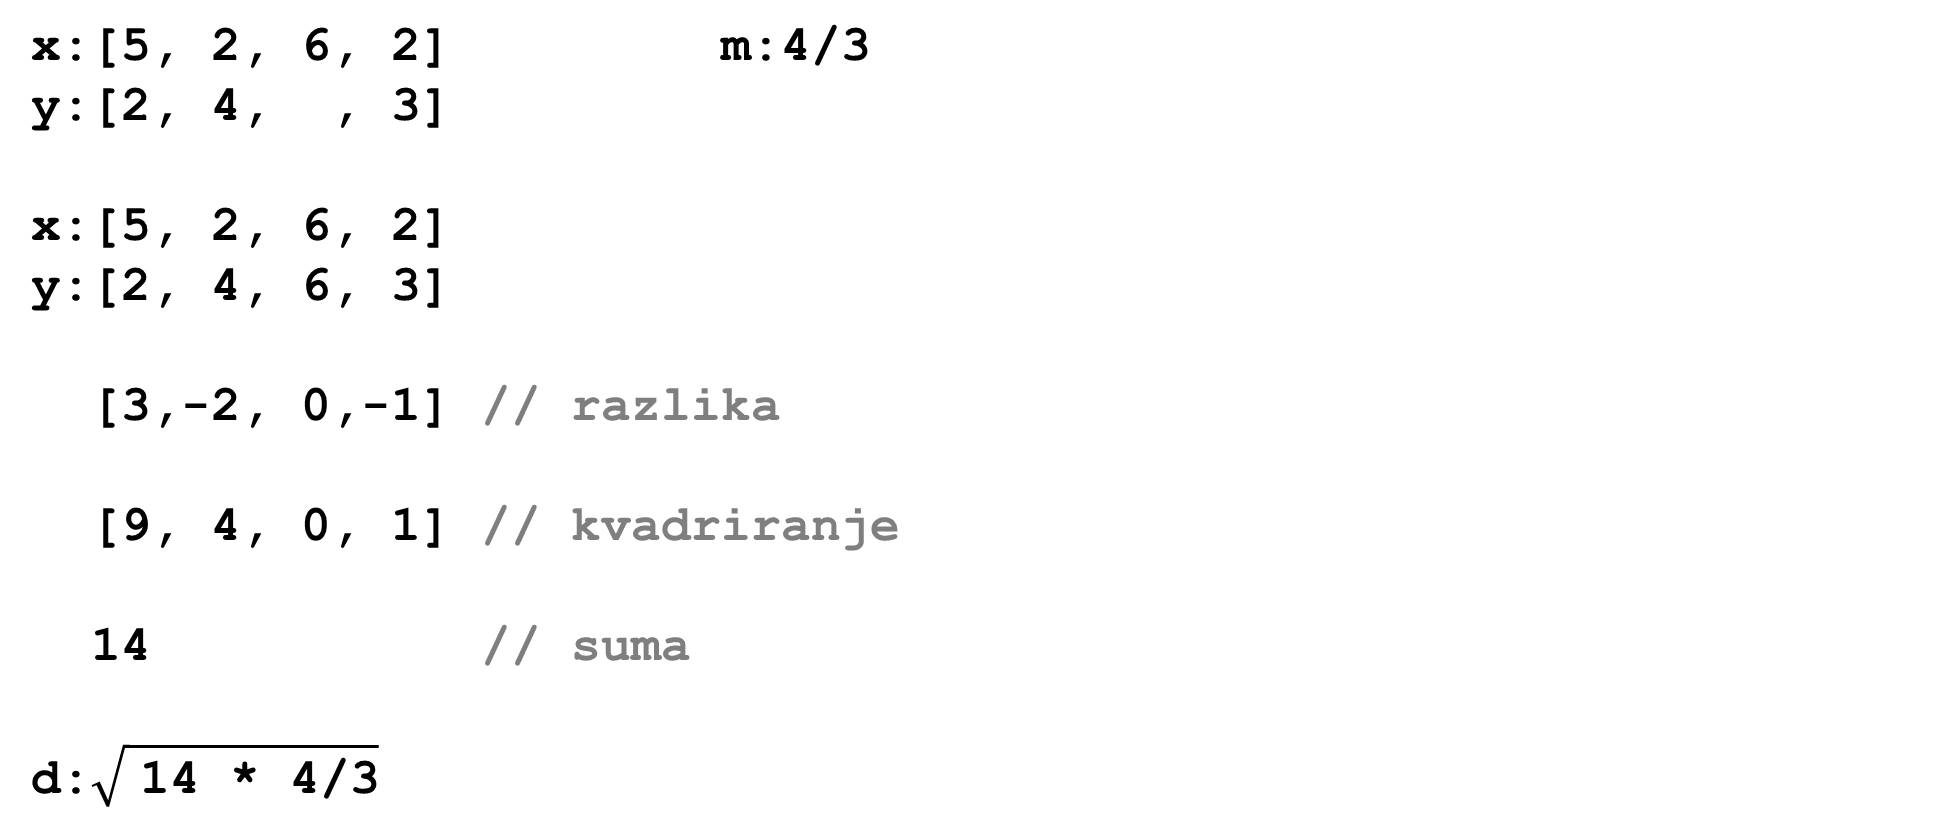 x:[5, 2, 6, 2] m:4/3
y:[2, 4,  , 3]
x:[5, 2, 6, 2]
y:[2, 4, 6, 3]
[3,-2, 0,-1] // razlika
[9, 4, 0, 1] // kvadriranje
14 // suma
d:√14 * 4/3